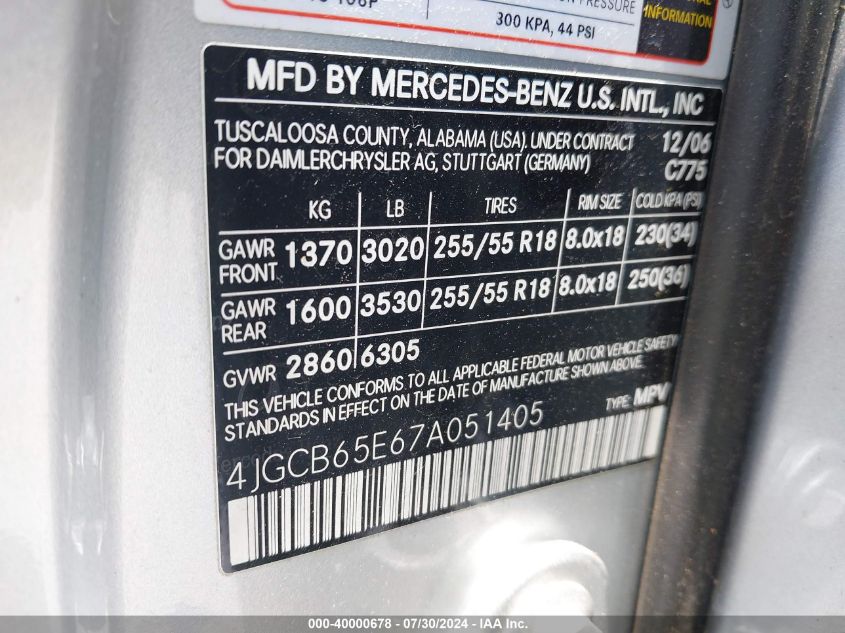 300 KPA, 44 PSI
INFORMATION
MFD BY MERCEDES-BENZ U.S. INTL., INC
TUSCALOOSA COUNTY, ALABAMA (USA). UNDER CONTRACT 12/06
FOR DAIMLERCHRYSLER AG, STUTTGART (GERMANY) C775
KG LB TIRES RIM SIZE COLD KPA (PSI)
GAWR FRONT 1370 3020 255/55 R18 8.0x18 230(34)
GAWR REAR 1600 3530 255/55 R18 8.0x18 250(36)
GVWR 2860 6305
THIS VEHICLE CONFORMS TO ALL APPLICABLE FEDERAL MOTOR VEHICLE SAFETY
STANDARDS IN EFFECT ON THE DATE OF MANUFACTURE SHOWN ABOVE.
4JGCB65E67A051405 TYPE: MPV
000-40000678 - 07/30/2024 - IAA Inc.